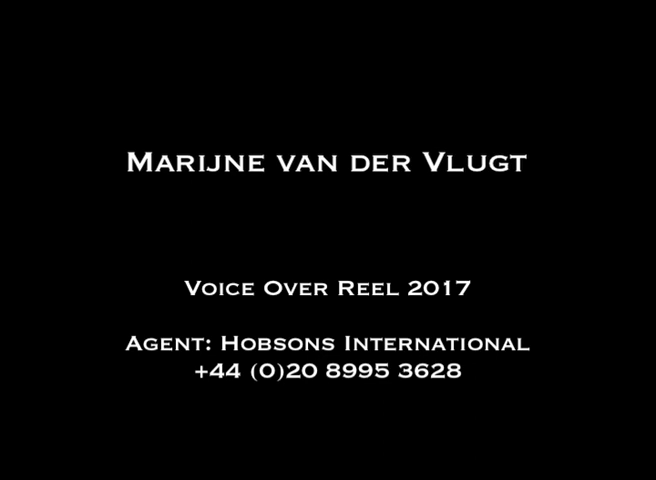 Marijne van der Vlugt
Voice Over Reel 2017
Agent: Hobsons International
+44 (0)20 8995 3628